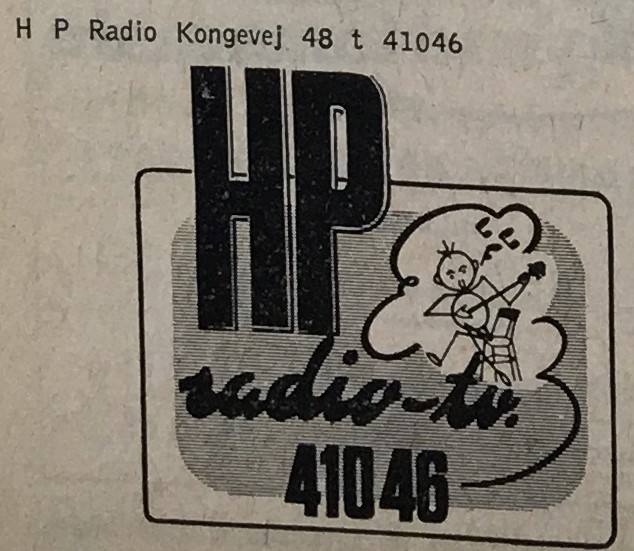 H P Radio Kongevej 48 t 41046
HP
radio-tv.
41046